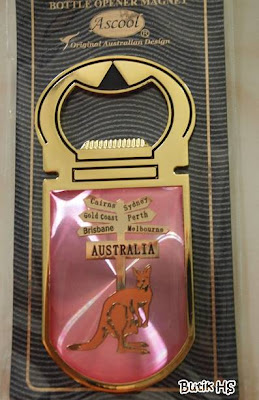 BOTTLE OPENER MAGNET
Ascool®
Original Australian Design
Cairns Sydney
Gold Coast Perth
Brisbane Melbourne
AUSTRALIA
Butik HS